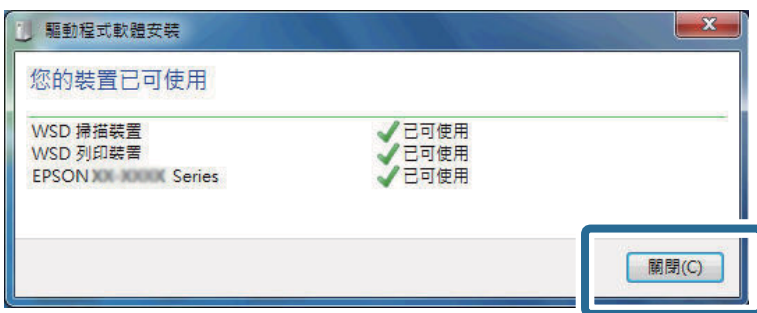 驅動程式軟體安裝
您的裝置已可使用
WSD 掃描裝置 已可使用
WSD 列印裝置 已可使用
EPSON Series 已可使用
關閉(C)